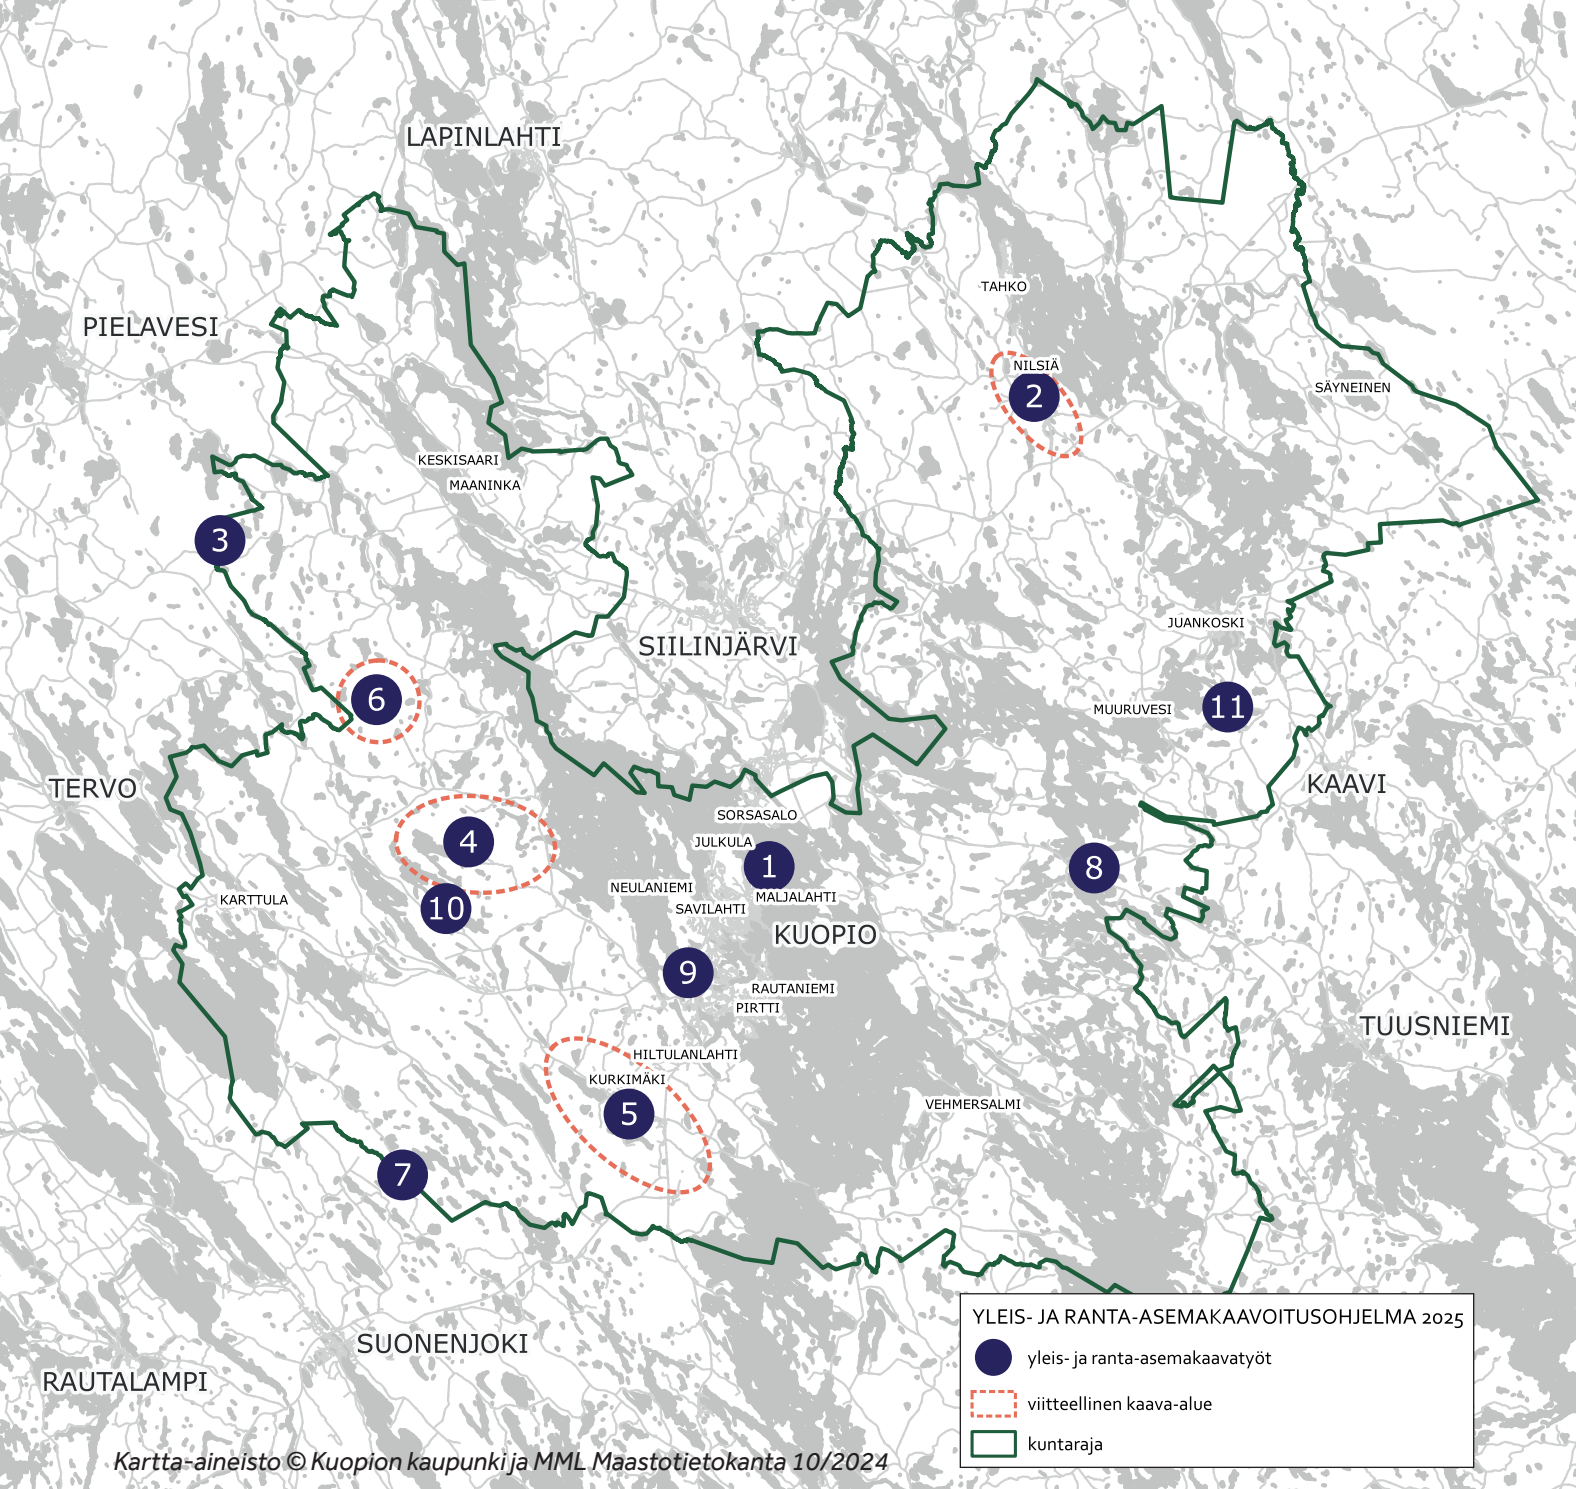 LAPINLAHTI
TAHKO
PIELAVESI
NILSIÄ
2
SÄYNEINEN
KESKISAARI
MAANINKA
3
JUANKOSKI
SIILINJÄRVI
6
MUURUVESI
11
KAAVI
TERVO
SORSASALO
JULKULA
4
1
8
NEULANIEMI
MALJALAHTI
KARTTULA
10
SAVILAHTI
KUOPIO
9
RAUTANIEMI
PIRTTI
TUUSNIEMI
HILTULANLAHTI
KURKIMÄKI
5
VEHMERSALMI
7
SUONENJOKI
RAUTALAMPI
YLEIS- JA RANTA-ASEMAKAAVOITUSOHJELMA 2025
yleis- ja ranta-asemakaavatyöt
viitteellinen kaava-alue
kuntaraja
Kartta-aineisto © Kuopion kaupunki ja MML Maastotietokanta 10/2024